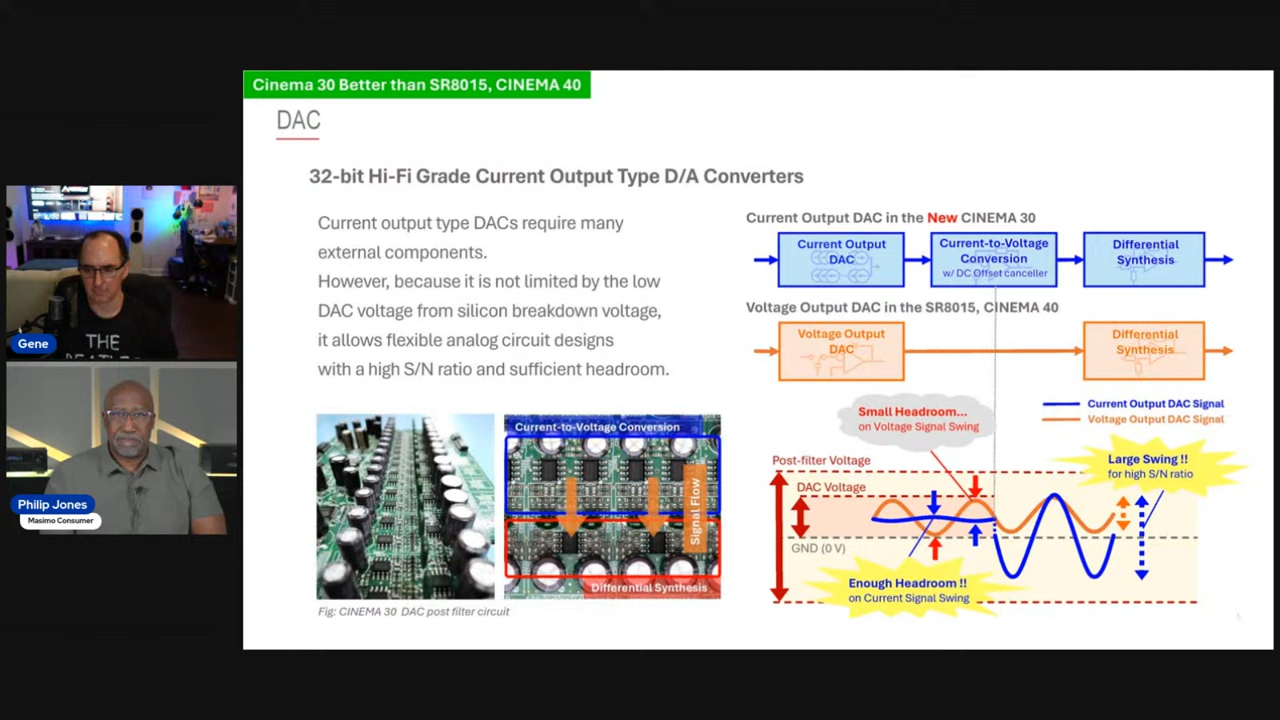 Cinema 30 Better than SR8015, CINEMA 40
DAC
32-bit Hi-Fi Grade Current Output Type D/A Converters
Current output type DACs require many
external components.
However, because it is not limited by the low
DAC voltage from silicon breakdown voltage,
it allows flexible analog circuit designs
with a high S/N ratio and sufficient headroom.
Current-to-Voltage Conversion
Signal Flow
Differential Synthesis
Fig: CINEMA 30 DAC post filter circuit
Current Output DAC in the New CINEMA 30
Current Output
DAC
Current-to-Voltage
Conversion
w/ DC Offset canceller
Differential
Synthesis
Voltage Output DAC in the SR8015, CINEMA 40
Voltage Output
DAC
Differential
Synthesis
Small Headroom...
on Voltage Signal Swing
Current Output DAC Signal
Voltage Output DAC Signal
Post-filter Voltage
DAC Voltage
GND (0 V)
Large Swing !!
for high S/N ratio
Enough Headroom !!
on Current Signal Swing
THE
Gene
Philip Jones
Masimo Consumer